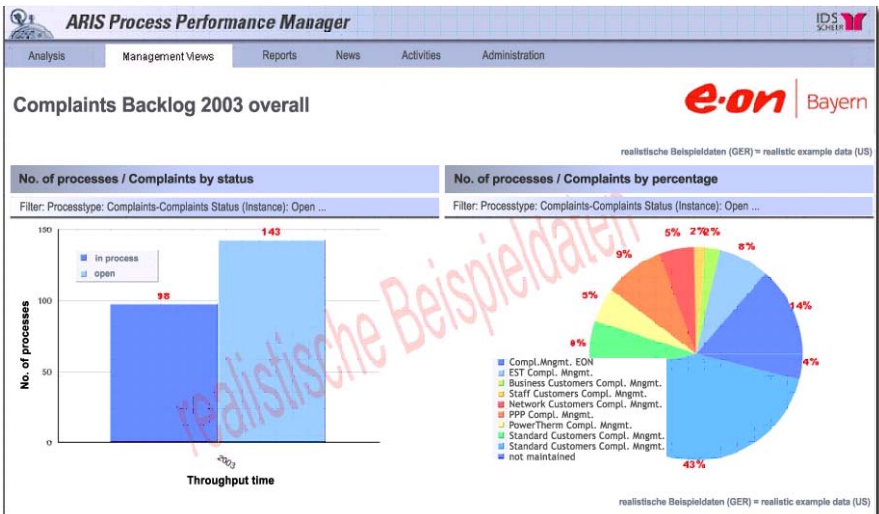 ARIS Process Performance Manager
IDS
SCHEER
Analysis Management Views Reports News Activities Administration
Complaints Backlog 2003 overall
e·on Bayern
realistische Beispieldaten (GER) = realistic example data (US)
No. of processes / Complaints by status
Filter: Processtype: Complaints-Complaints Status (Instance): Open ...
150
143
in process
open
100
98
50
0
No. of processes
2003
Throughput time
No. of processes / Complaints by percentage
Filter: Processtype: Complaints-Complaints Status (Instance): Open ...
5% 2% 2%
9% 8%
5% 14%
4%
43%
Compl.Mngmt. EON
EST Compl. Mngmt.
Business Customers Compl. Mngmt.
Staff Customers Compl. Mngmt.
Network Customers Compl. Mngmt.
PPP Compl. Mngmt.
PowerTherm Compl. Mngmt.
Standard Customers Compl. Mngmt.
Standard Customers Compl. Mngmt.
not maintained
realistische Beispieldaten
realistische Beispieldaten (GER) = realistic example data (US)